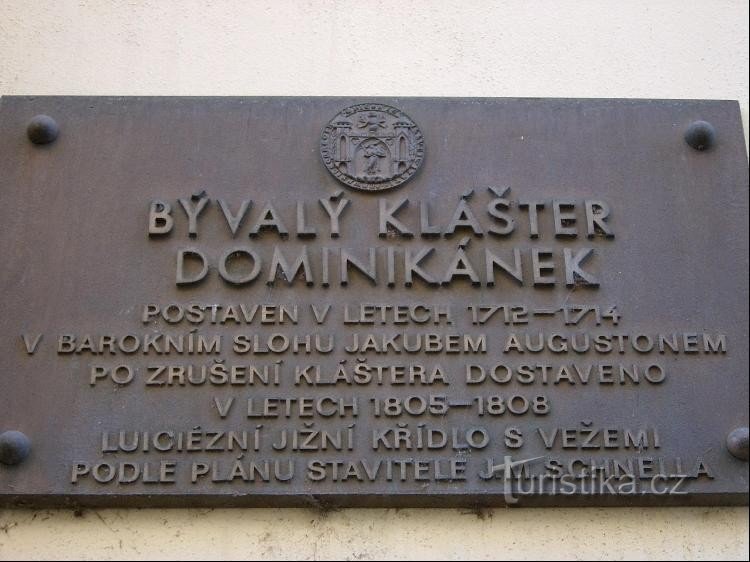 BÝVALÝ KLÁŠTER
DOMINIKÁNEK
POSTAVEN V LETECH 1712-1714
V BAROKNÍM SLOHU JAKUBEM AUGUSTONEM
PO ZRUŠENÍ KLÁŠTERA DOSTAVENO
V LETECH 1805-1808
LUICIÉZNÍ JIŽNÍ KŘÍDLO S VĚŽEMI
PODLE PLÁNU STAVITELE J.M. SCHNELLA
turistika.cz